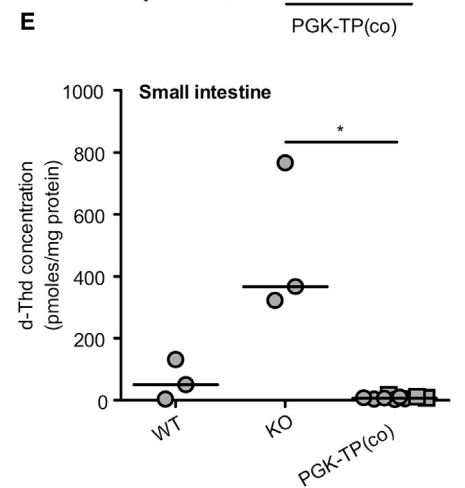 E
PGK-TP(co)
Small intestine
d-Thd concentration
(pmoles/mg protein)
1000
800
600
400
200
0
*
WT
KO
PGK-TP(co)